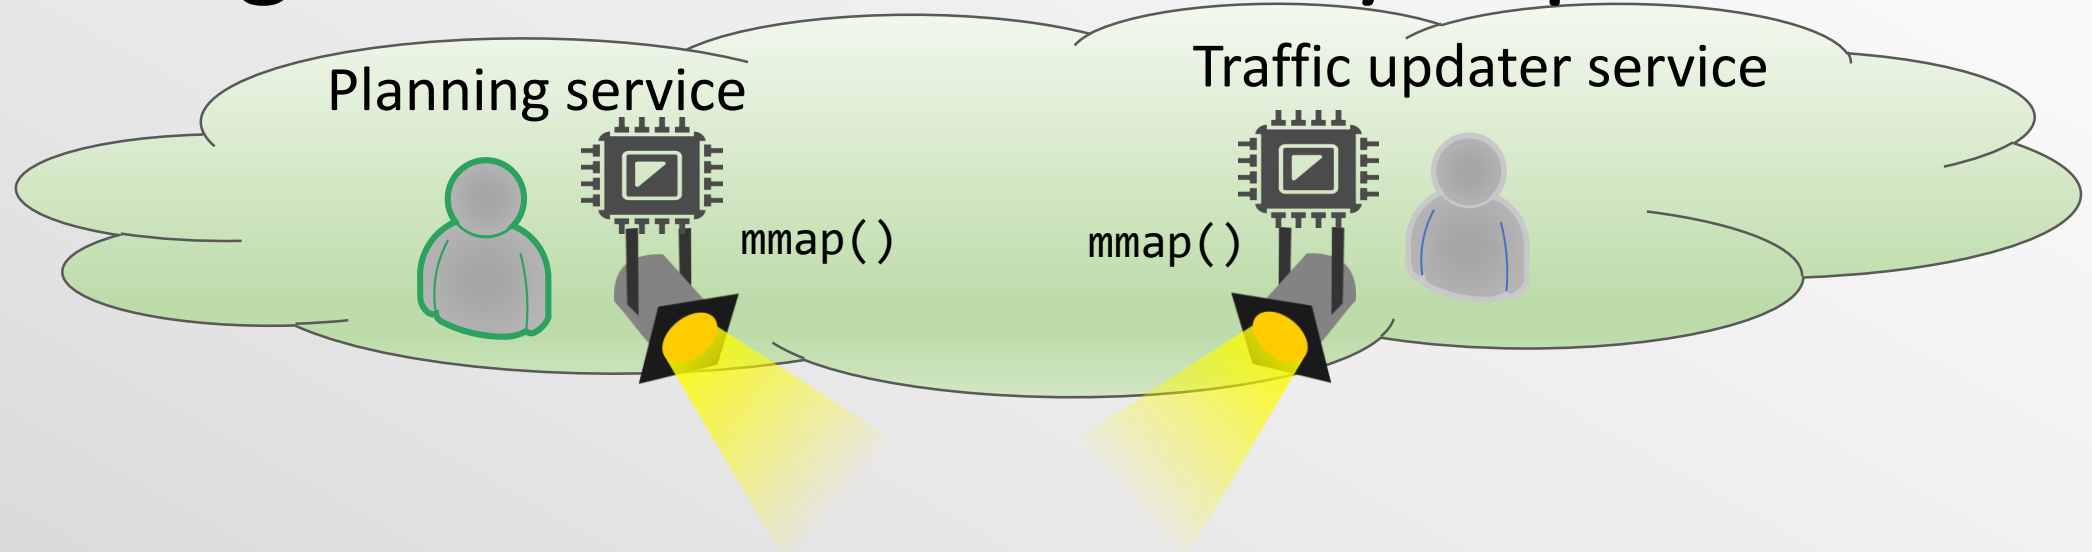 Planning service
Traffic updater service
mmap()
mmap()